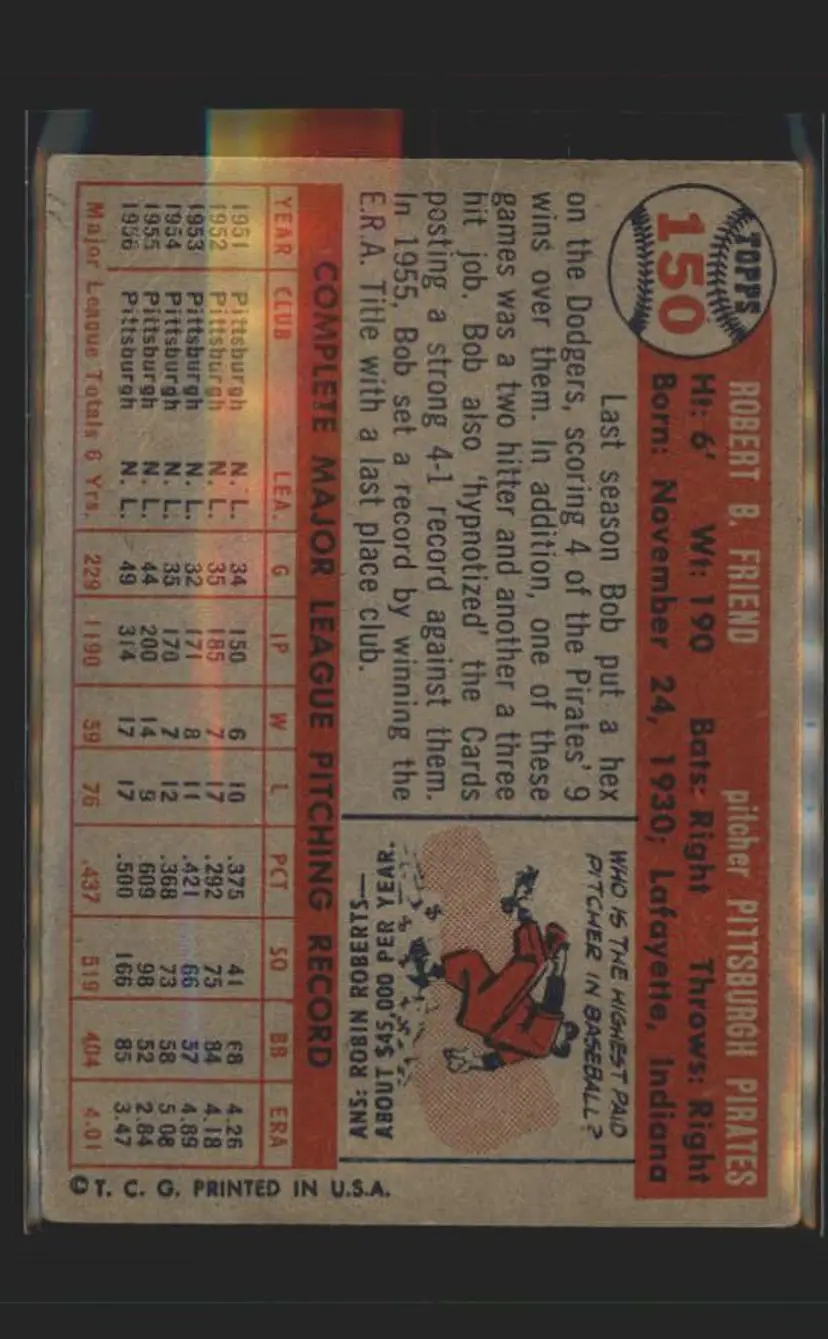 TOPPS
150
ROBERT B. FRIEND pitcher PITTSBURGH PIRATES
Ht: 6' Wt: 190 Bats: Right Throws: Right
Born: November 24, 1930; Lafayette, Indiana
Last season Bob put a hex
on the Dodgers, scoring 4 of the Pirates' 9
wins over them. In addition, one of these
games was a two hitter and another a three
hit job. Bob also 'hypnotized' the Cards
posting a strong 4-1 record against them.
In 1955, Bob set a record by winning the
E.R.A. Title with a last place club.
WHO IS THE HIGHEST PAID
PITCHER IN BASEBALL?
ANS: ROBIN ROBERTS—
ABOUT $45,000 PER YEAR.
COMPLETE MAJOR LEAGUE PITCHING RECORD
YEAR CLUB LEA. G IP W L PCT SO BB ERA
1951 Pittsburgh N. L. 34 150 6 10 .375 41 68 4.26
1952 Pittsburgh N. L. 35 185 7 17 .292 75 84 4.18
1953 Pittsburgh N. L. 32 171 8 11 .421 66 57 4.89
1954 Pittsburgh N. L. 35 170 7 12 .368 73 58 5.08
1955 Pittsburgh N. L. 44 200 14 9 .609 98 52 2.84
1956 Pittsburgh N. L. 49 314 17 17 .500 166 85 3.47
Major League Totals 6 Yrs. 229 1190 59 76 .437 519 404 4.01
© T. C. G. PRINTED IN U.S.A.